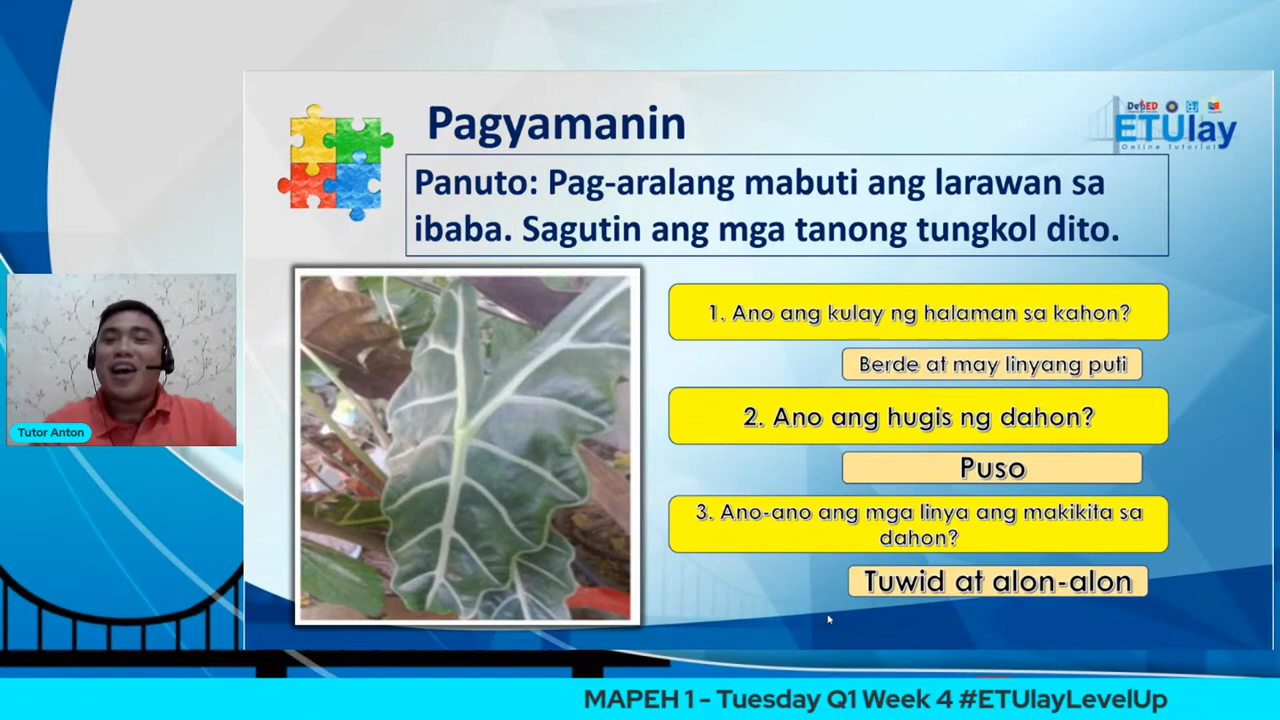 Pagyamanin
DepED
ETUlay
Online Tutorial
Panuto: Pag-aralang mabuti ang larawan sa
ibaba. Sagutin ang mga tanong tungkol dito.
1. Ano ang kulay ng halaman sa kahon?
Berde at may linyang puti
2. Ano ang hugis ng dahon?
Puso
3. Ano-ano ang mga linya ang makikita sa
dahon?
Tuwid at alon-alon
Tutor Anton
MAPEH 1 - Tuesday Q1 Week 4 #ETUlayLevelUp